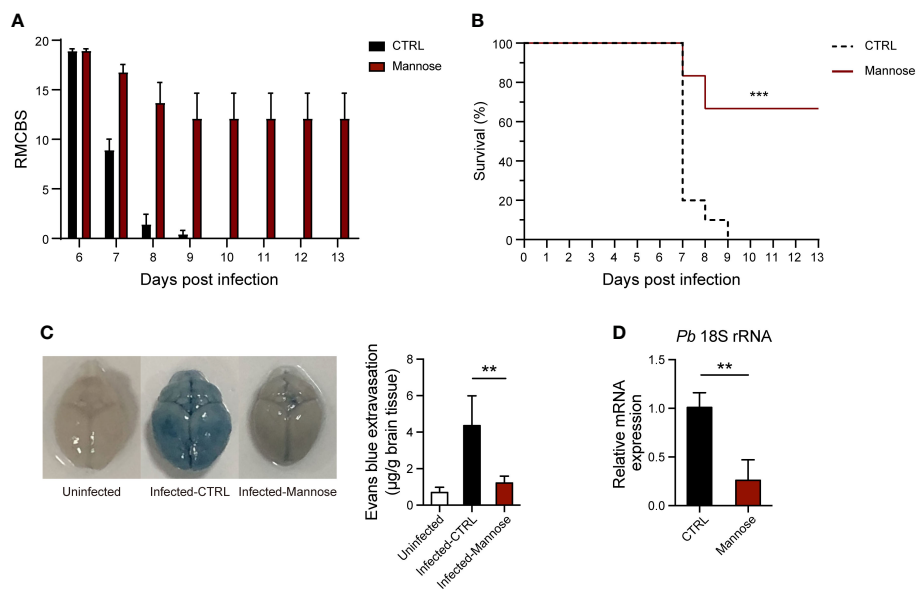 A
20
15
10
5
0
RMCBS
6 7 8 9 10 11 12 13
Days post infection
CTRL
Mannose
B
100
80
60
40
20
0
Survival (%)
0 1 2 3 4 5 6 7 8 9 10 11 12 13
Days post infection
***
CTRL
Mannose
C
Uninfected Infected-CTRL Infected-Mannose
Evans blue extravasation
(μg/g brain tissue)
8
6
4
2
0
**
Uninfected
Infected-CTRL
Infected-Mannose
D
Pb 18S rRNA
Relative mRNA
expression
1.5
1.0
0.5
0.0
**
CTRL
Mannose